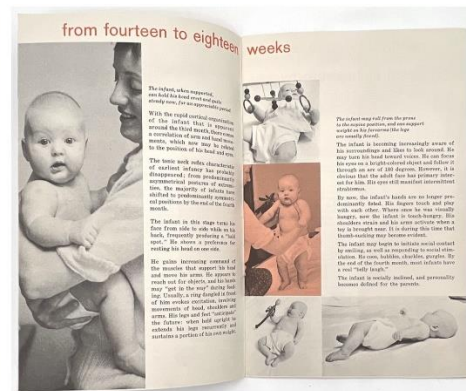 from fourteen to eighteen weeks
The infant, when supported,
can hold his head erect and quite
steady now, for an appreciable period.
With the rapid cortical organization
of the infant that is apparent
around the third month, there comes
a correlation of arm and head move-
ments, which now may be related
to the position of his head and eyes.
The tonic neck reflex characteristic
of earliest infancy has probably
disappeared; from predominantly
asymmetrical postures of extremi-
ties, the majority of infants have
shifted to predominantly symmetri-
cal positions by the end of the fourth
month.
The infant in this stage turns his
face from side to side while on his
back, frequently producing a "bald
spot." He shows a preference for
resting his head on one side.
He gains increasing command of
the muscles that support his head
and move his arms. He appears to
reach out for objects, and his hands
may "get in the way" during feed-
ing. Usually, a ring dangled in front
of him evokes excitation, involving
movements of head, shoulders and
arms. His legs and feet "anticipate"
the future: when held upright he
extends his legs recurrently and
sustains a portion of his own weight.
The infant may roll from the prone
to the supine position, and can support
weight on his forearms (the legs
are usually flexed).
The infant is becoming increasingly aware of
his surroundings and likes to look around. He
may turn his head toward voices. He can focus
his eyes on a bright-colored object and follow it
through an arc of 180 degrees. However, it is
obvious that the adult face has primary inter-
est for him. His eyes still manifest intermittent
strabismus.
By now, the infant's hands are no longer pre-
dominantly fisted. His fingers touch and play
with each other. Where once he was visually
hungry, now the infant is touch-hungry. His
shoulders strain and his arms activate when a
toy is brought near. It is during this time that
thumb-sucking may become evident.
The infant may begin to initiate social contact
by smiling, as well as responding to social stim-
ulation. He coos, bubbles, chuckles, gurgles. By
the end of the fourth month, most infants have
a real "belly laugh."
The infant is socially inclined, and personality
becomes defined for the parents.